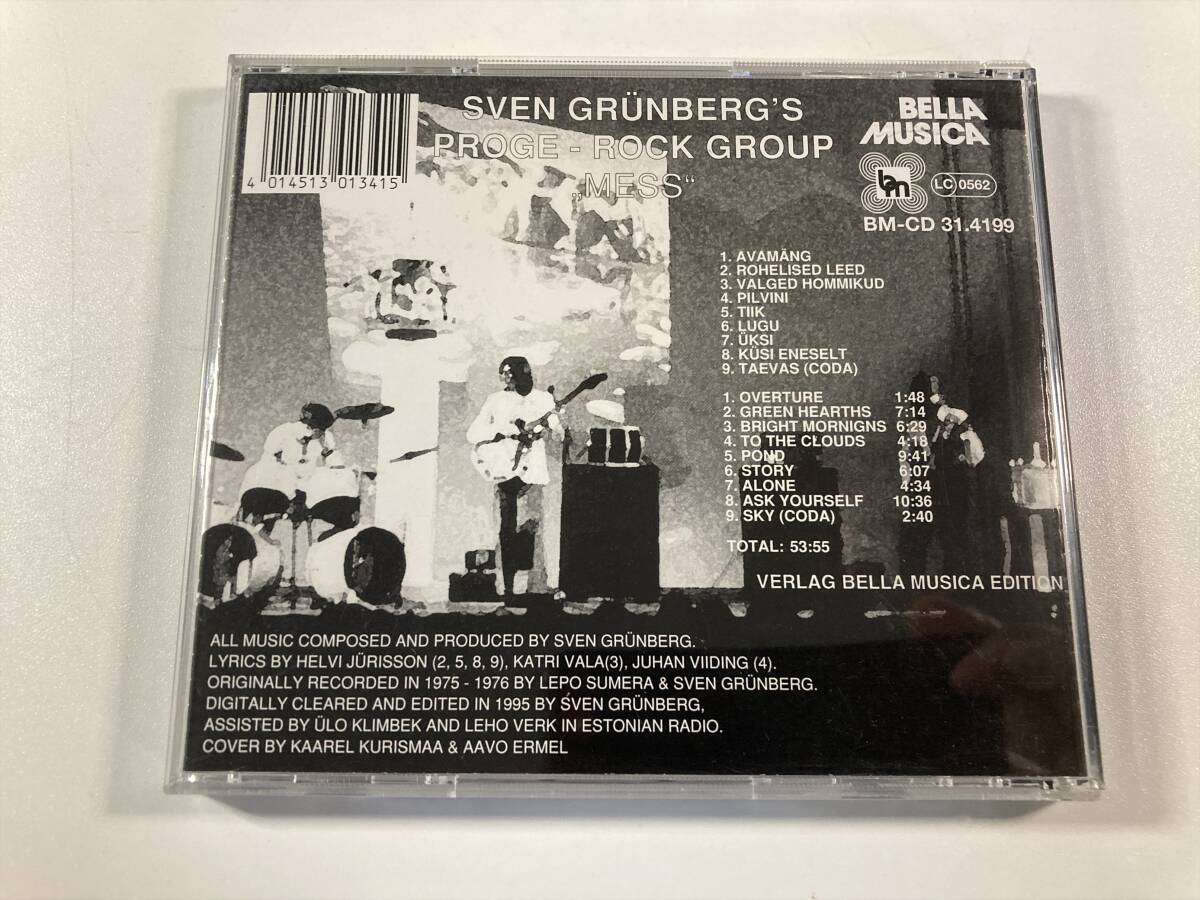 SVEN GRÜNBERG'S
PROGE - ROCK GROUP
„MESS“
4 014513 013415
BELLA
MUSICA
bm
LC 0562
BM-CD 31.4199
1. AVAMÄNG
2. ROHELISED LEED
3. VALGED HOMMIKUD
4. PILVINI
5. TIIK
6. LUGU
7. ÜKSI
8. KÜSI ENESELT
9. TAEVAS (CODA)
1. OVERTURE 1:48
2. GREEN HEARTHS 7:14
3. BRIGHT MORNIGNS 6:29
4. TO THE CLOUDS 4:18
5. POND 9:41
6. STORY 6:07
7. ALONE 4:34
8. ASK YOURSELF 10:36
9. SKY (CODA) 2:40
TOTAL: 53:55
VERLAG BELLA MUSICA EDITION
ALL MUSIC COMPOSED AND PRODUCED BY SVEN GRÜNBERG.
LYRICS BY HELVI JÜRISSON (2, 5, 8, 9), KATRI VALA(3), JUHAN VIIDING (4).
ORIGINALLY RECORDED IN 1975 - 1976 BY LEPO SUMERA & SVEN GRÜNBERG.
DIGITALLY CLEARED AND EDITED IN 1995 BY SVEN GRÜNBERG,
ASSISTED BY ÜLO KLIMBEK AND LEHO VERK IN ESTONIAN RADIO.
COVER BY KAAREL KURISMAA & AAVO ERMEL